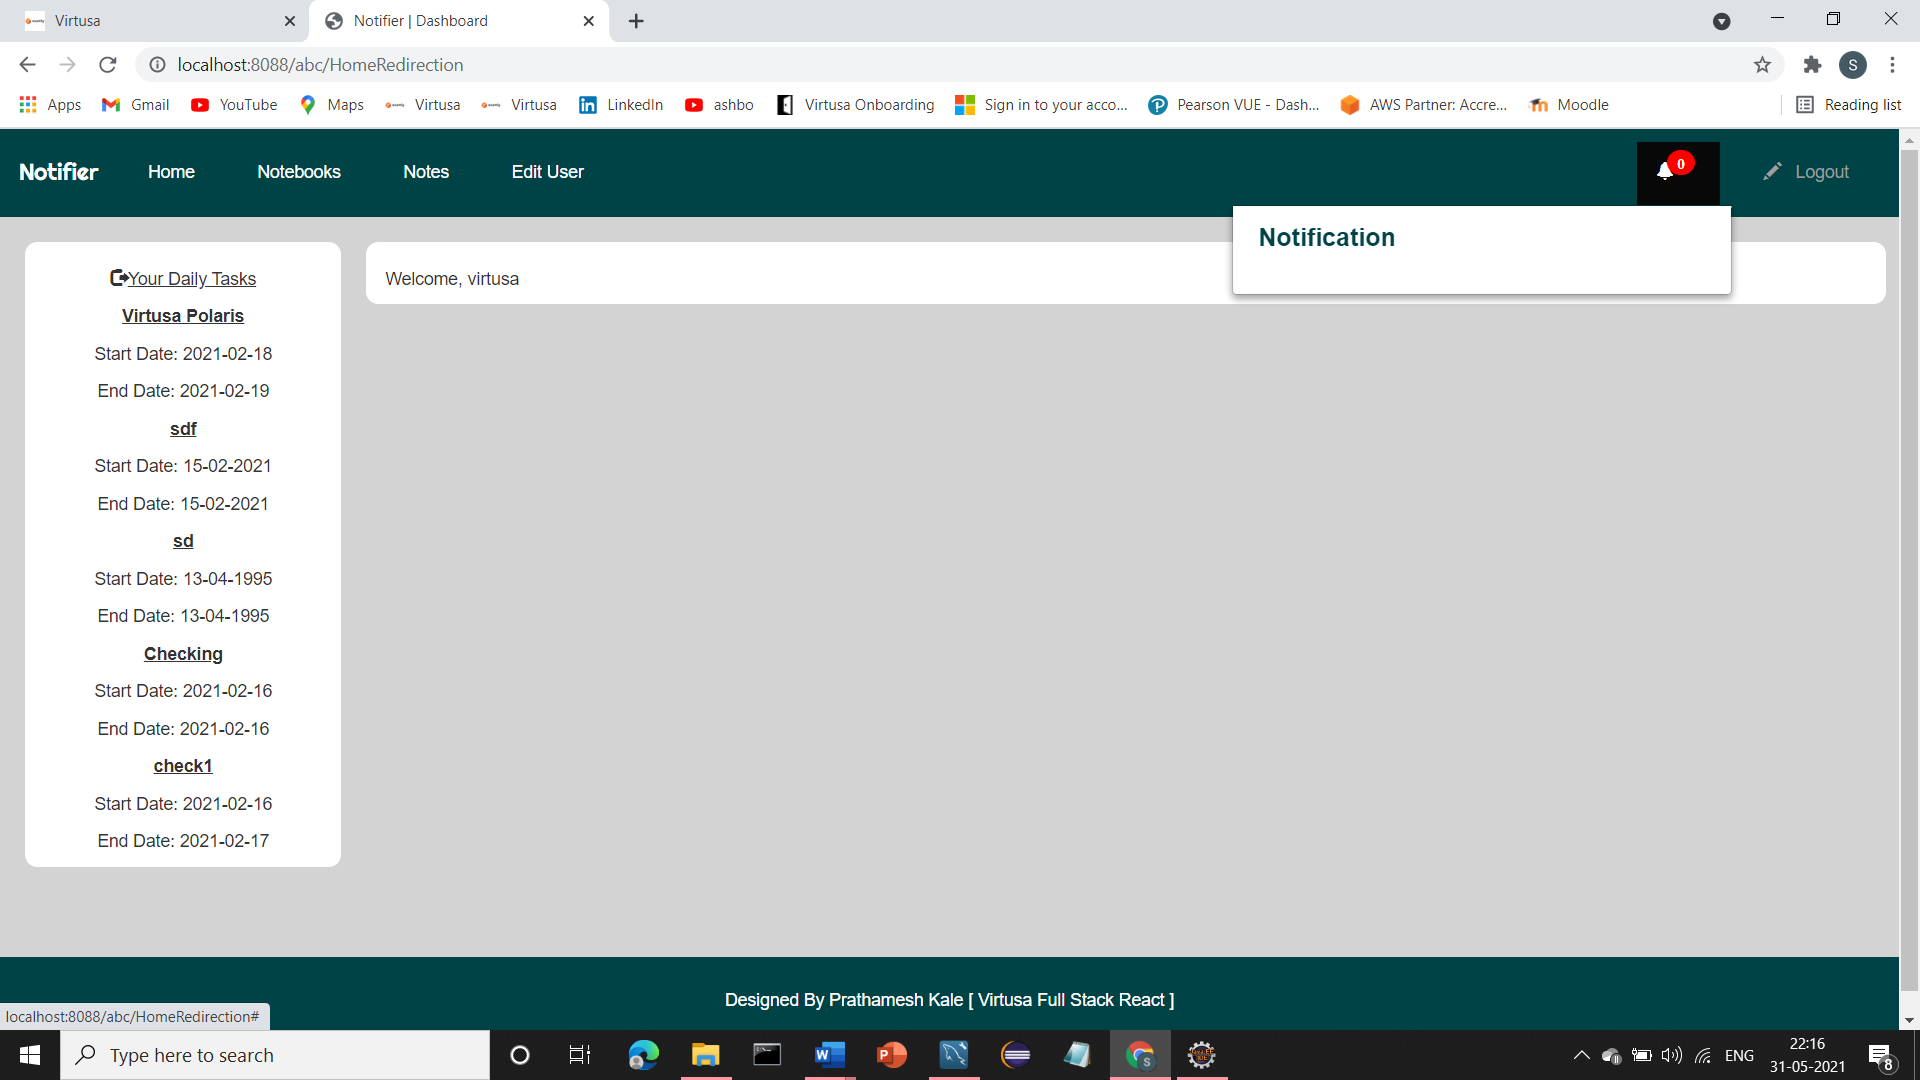 Virtusa
Notifier | Dashboard
localhost:8088/abc/HomeRedirection
S
Apps
Gmail
YouTube
Maps
Virtusa
Virtusa
LinkedIn
ashbo
Virtusa Onboarding
Sign in to your acco...
Pearson VUE - Dash...
AWS Partner: Accre...
Moodle
Reading list
Notifier
Home
Notebooks
Notes
Edit User
0
Logout
Notification
Your Daily Tasks
Virtusa Polaris
Start Date: 2021-02-18
End Date: 2021-02-19
sdf
Start Date: 15-02-2021
End Date: 15-02-2021
sd
Start Date: 13-04-1995
End Date: 13-04-1995
Checking
Start Date: 2021-02-16
End Date: 2021-02-16
check1
Start Date: 2021-02-16
End Date: 2021-02-17
Welcome, virtusa
Designed By Prathamesh Kale [ Virtusa Full Stack React ]
localhost:8088/abc/HomeRedirection#
Type here to search
ENG
22:16
31-05-2021
8